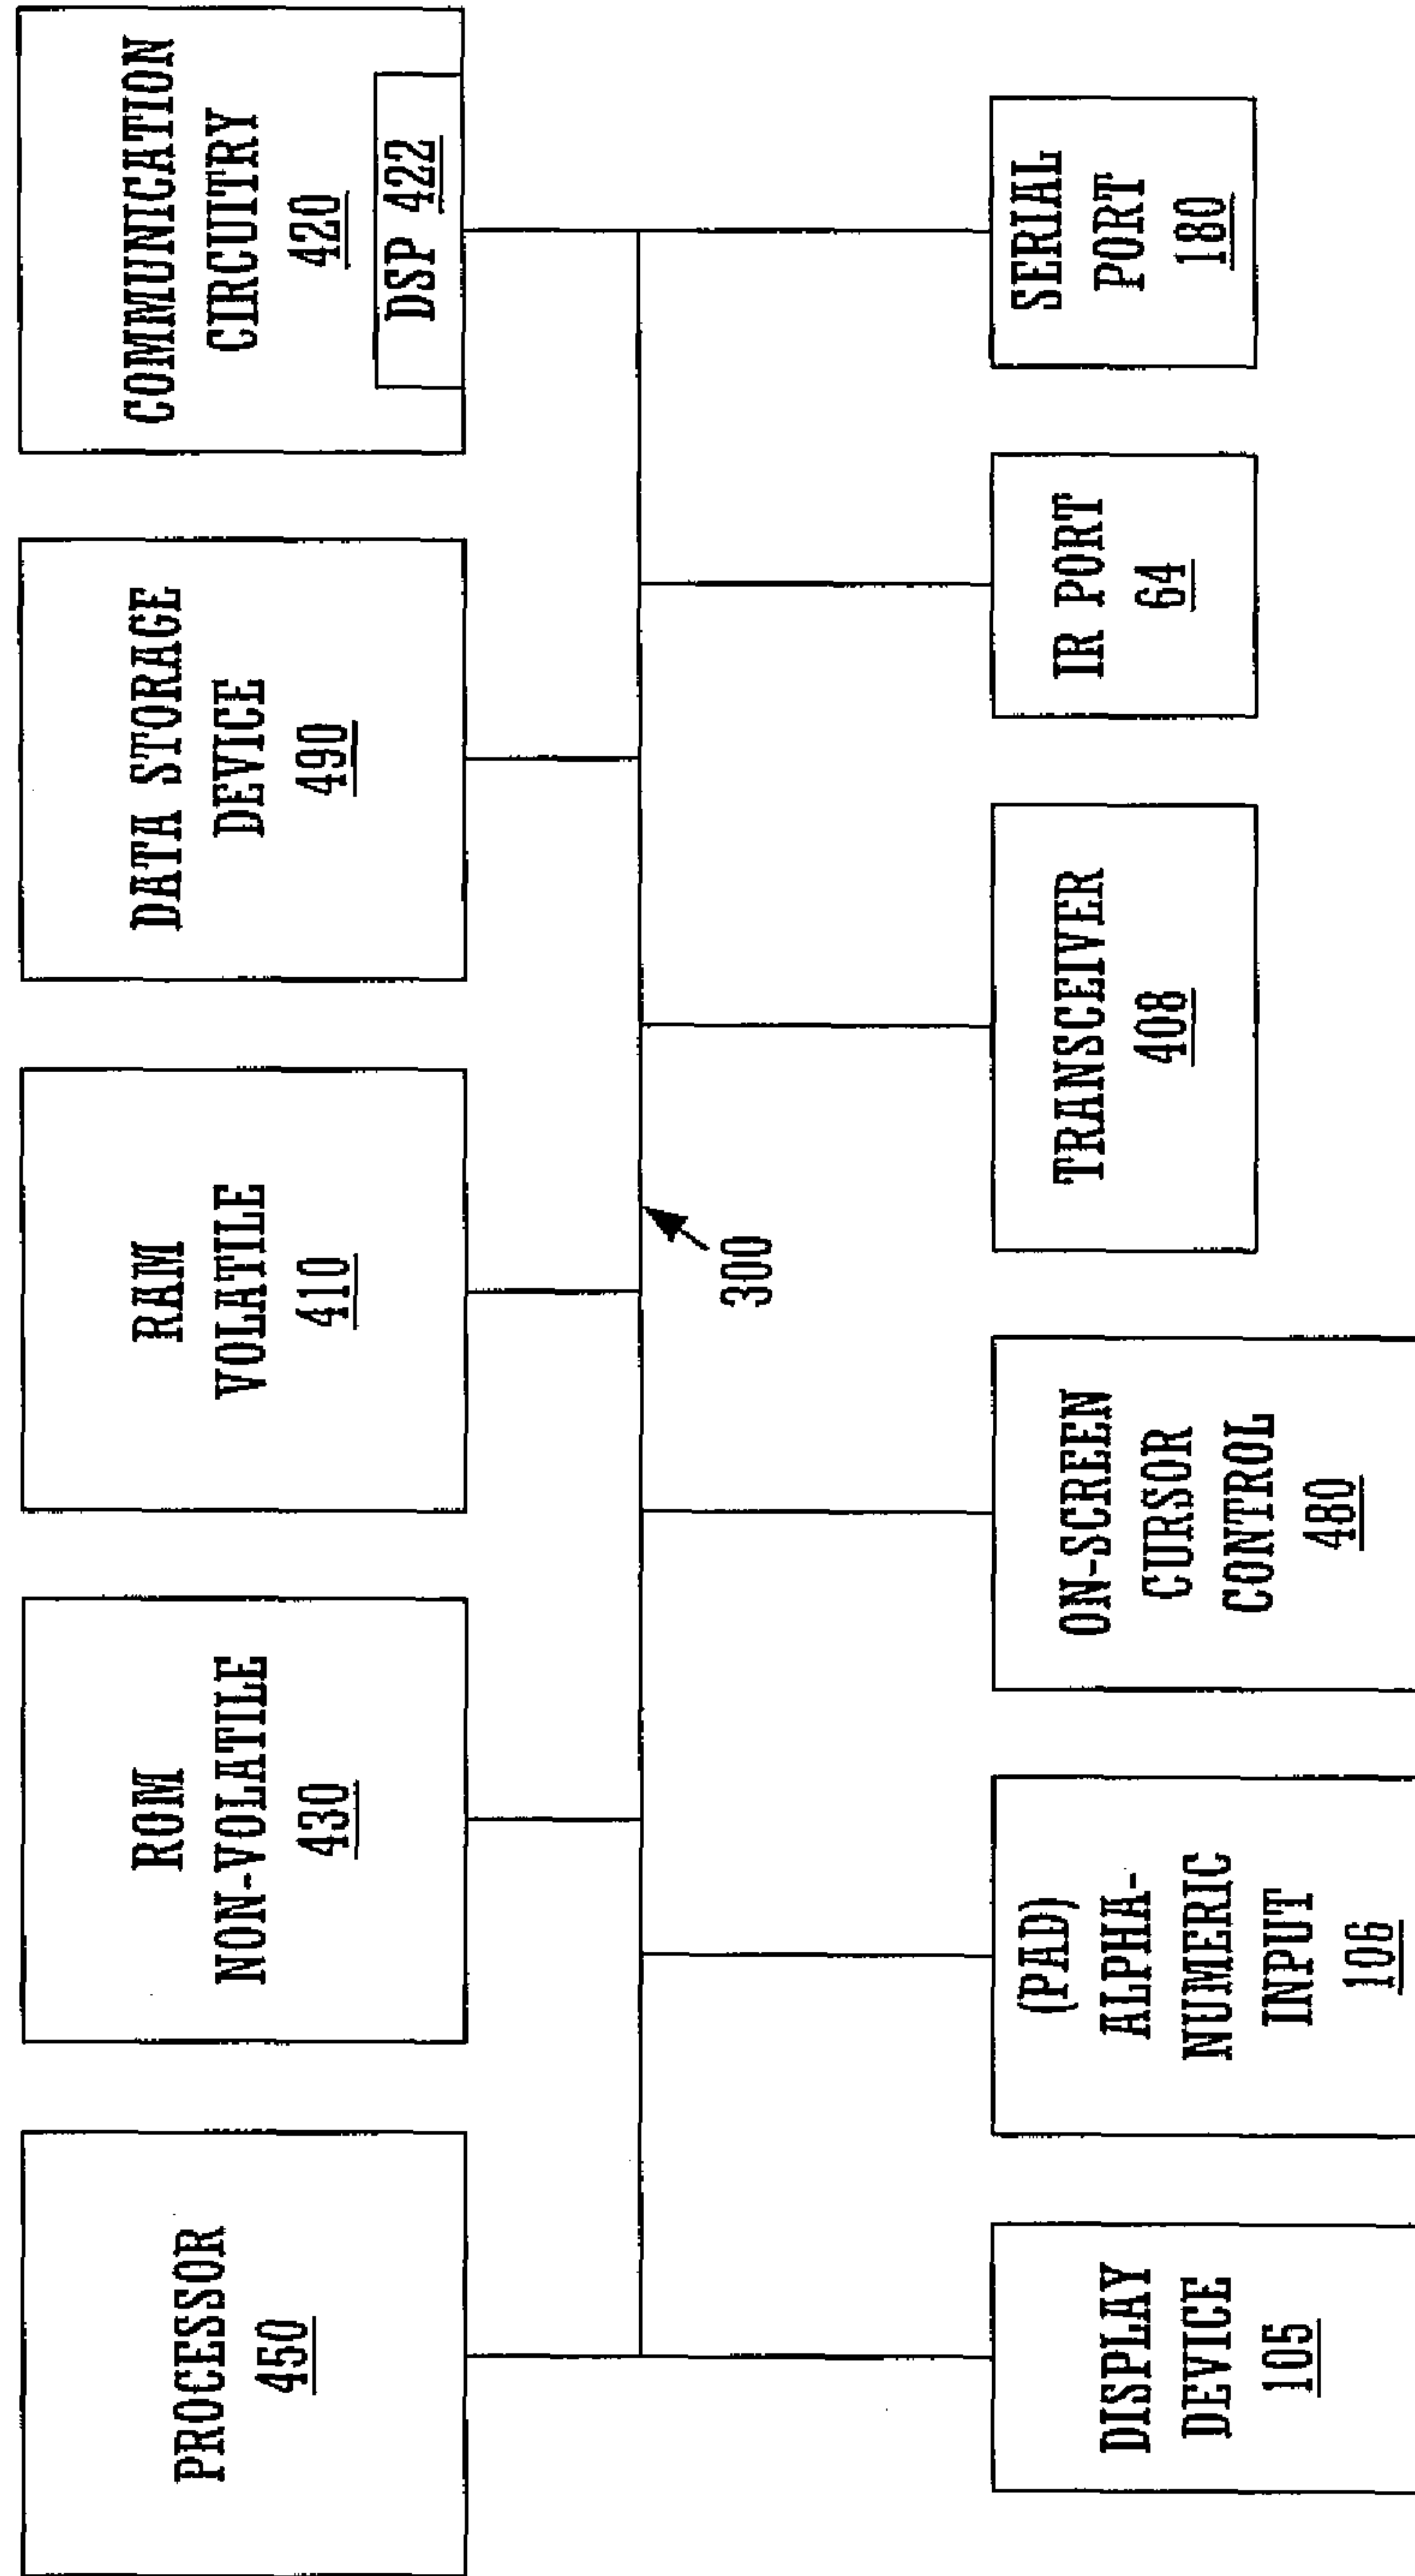 PROCESSOR
450
ROM
NON-VOLATILE
430
RAM
VOLATILE
410
DATA STORAGE
DEVICE
490
COMMUNICATION
CIRCUITRY
420
DSP 422
300
DISPLAY
DEVICE
105
(PAD)
ALPHA-
NUMERIC
INPUT
106
ON-SCREEN
CURSOR
CONTROL
480
TRANSCEIVER
408
IR PORT
64
SERIAL
PORT
180